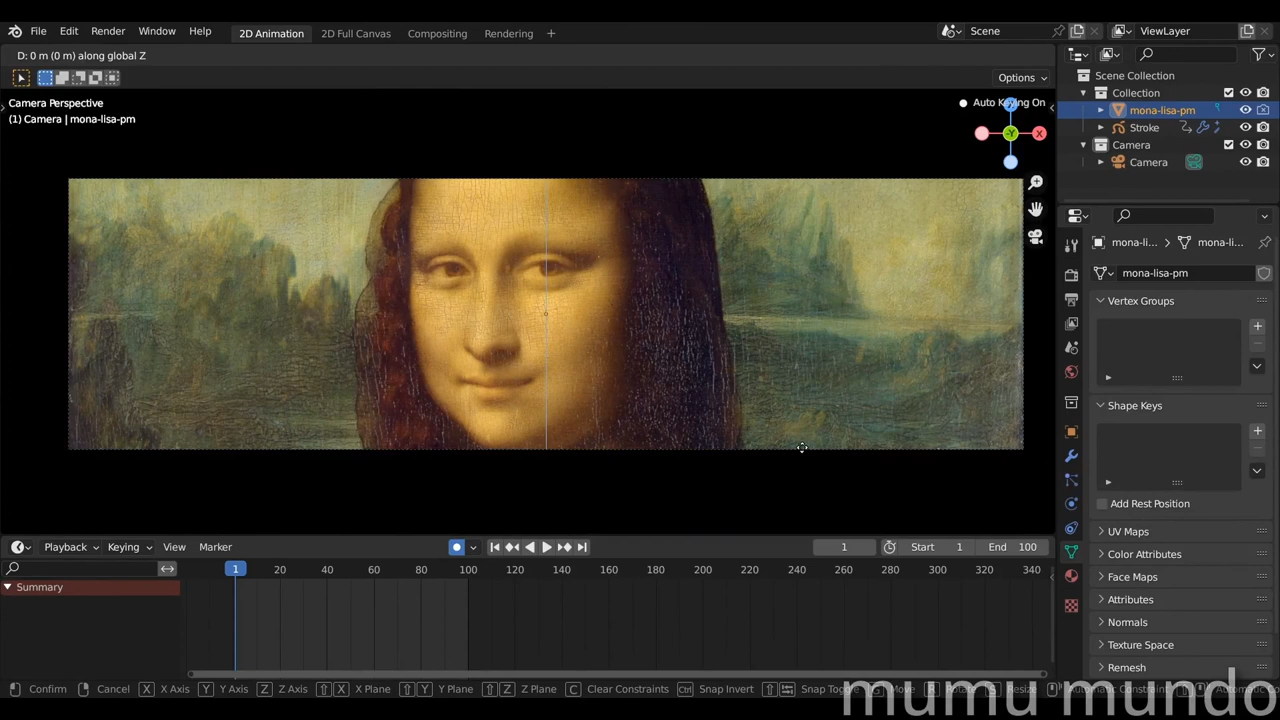 File Edit Render Window Help 2D Animation 2D Full Canvas Compositing Rendering + Scene ViewLayer
D: 0 m (0 m) along global Z
Options
Camera Perspective
(1) Camera | mona-lisa-pm
Auto Keying On
-Y
X
Scene Collection
Collection
mona-lisa-pm
Stroke
Camera
Camera
mona-li... > mona-li...
mona-lisa-pm
Vertex Groups
Shape Keys
Add Rest Position
UV Maps
Color Attributes
Face Maps
Attributes
Normals
Texture Space
Remesh
Playback Keying View Marker 1 Start 1 End 100
1 20 40 60 80 100 120 140 160 180 200 220 240 260 280 300 320 340
Summary
Confirm Cancel X X Axis Y Y Axis Z Z Axis X X Plane Y Y Plane Z Z Plane C Clear Constraints Ctrl Snap Invert Snap Toggle G Move R Rotate S Resize Automatic Constraint
mumu mundo